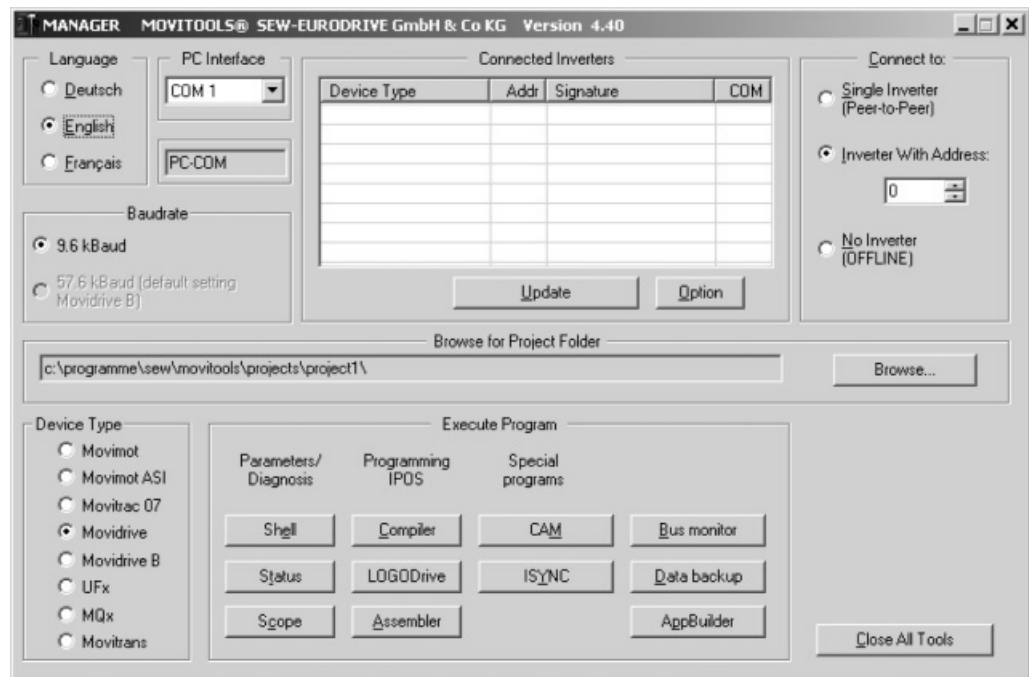 MANAGER MOVITOOLS® SEW-EURODRIVE GmbH & Co KG Version 4.40
Language
Deutsch
English
Français
PC Interface
COM 1
PC-COM
Baudrate
9.6 kBaud
57.6 kBaud (default setting
Movidrive B)
Connected Inverters
Device Type Addr Signature COM
Update Option
Connect to:
Single Inverter
(Peer-to-Peer)
Inverter With Address:
0
No Inverter
(OFFLINE)
Browse for Project Folder
c:\programme\sew\movitools\projects\project1\
Browse...
Device Type
Movimot
Movimot ASI
Movitrac 07
Movidrive
Movidrive B
UFx
MQx
Movitrans
Execute Program
Parameters/
Diagnosis
Programming
IPOS
Special
programs
Shell Compiler CAM Bus monitor
Status LOGODrive ISYNC Data backup
Scope Assembler AppBuilder
Close All Tools